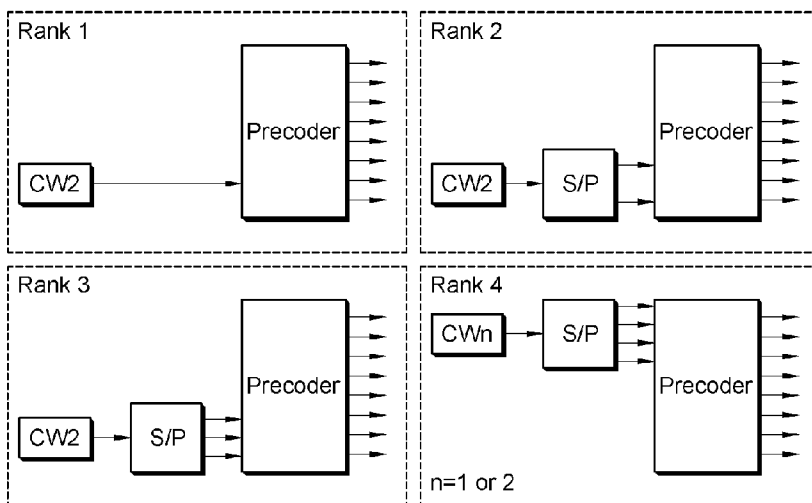 Rank 1
Precoder
CW2
Rank 2
Precoder
CW2
S/P
Rank 3
Precoder
CW2
S/P
Rank 4
CWn
S/P
Precoder
n=1 or 2